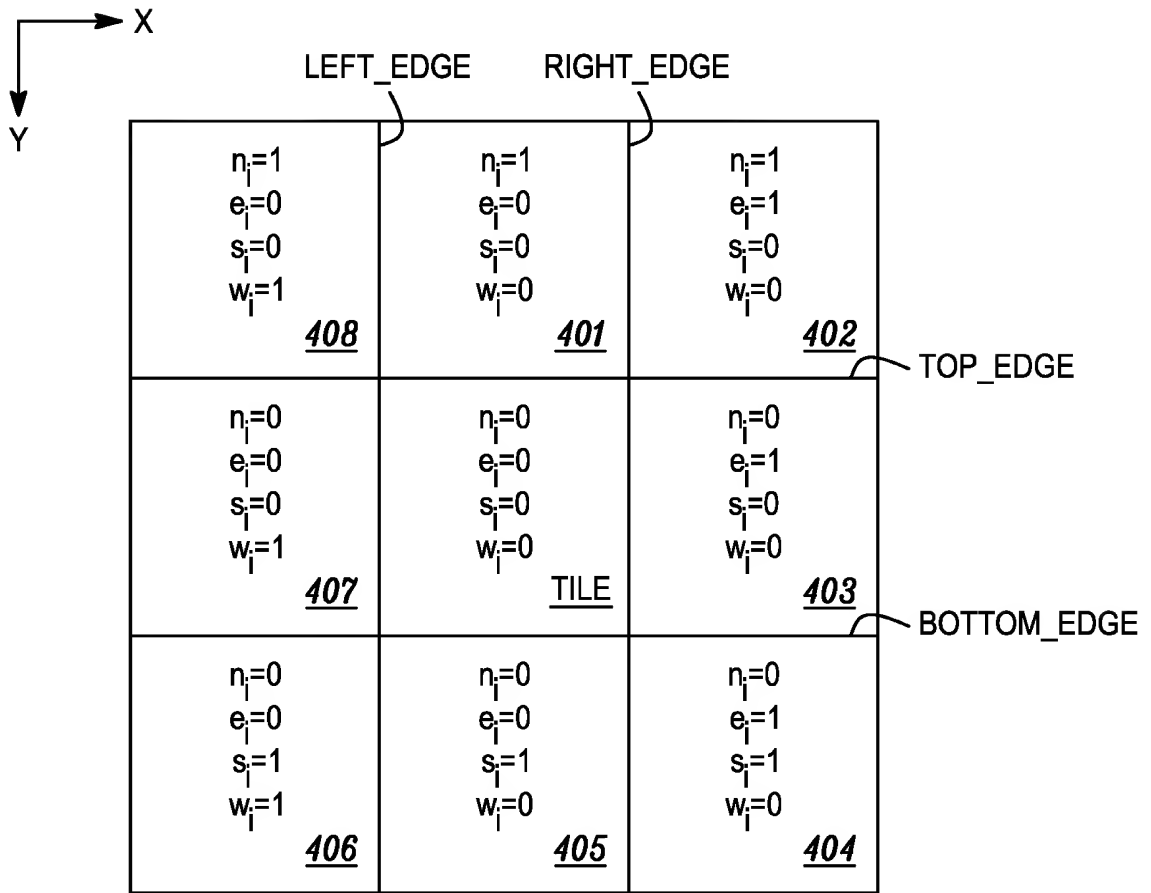 X
Y
LEFT_EDGE RIGHT_EDGE
nᵢ=1 nᵢ=1 nᵢ=1
eᵢ=0 eᵢ=0 eᵢ=1
sᵢ=0 sᵢ=0 sᵢ=0
wᵢ=1 wᵢ=0 wᵢ=0
408 401 402
TOP_EDGE
nᵢ=0 nᵢ=0 nᵢ=0
eᵢ=0 eᵢ=0 eᵢ=1
sᵢ=0 sᵢ=0 sᵢ=0
wᵢ=1 wᵢ=0 wᵢ=0
407 TILE 403
BOTTOM_EDGE
nᵢ=0 nᵢ=0 nᵢ=0
eᵢ=0 eᵢ=0 eᵢ=1
sᵢ=1 sᵢ=1 sᵢ=1
wᵢ=1 wᵢ=0 wᵢ=0
406 405 404